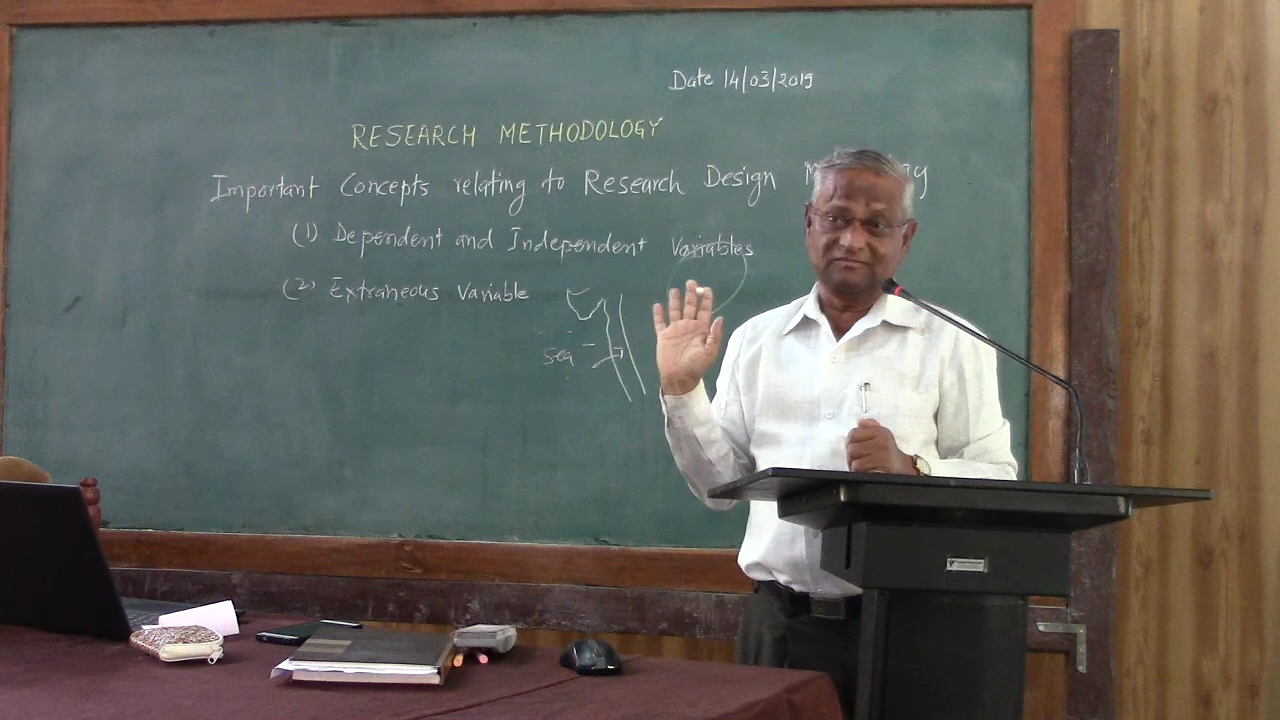 Date 14/03/2019
RESEARCH METHODOLOGY
Important Concepts relating to Research Design
(1) Dependent and Independent Variables
(2) Extraneous Variable
sea